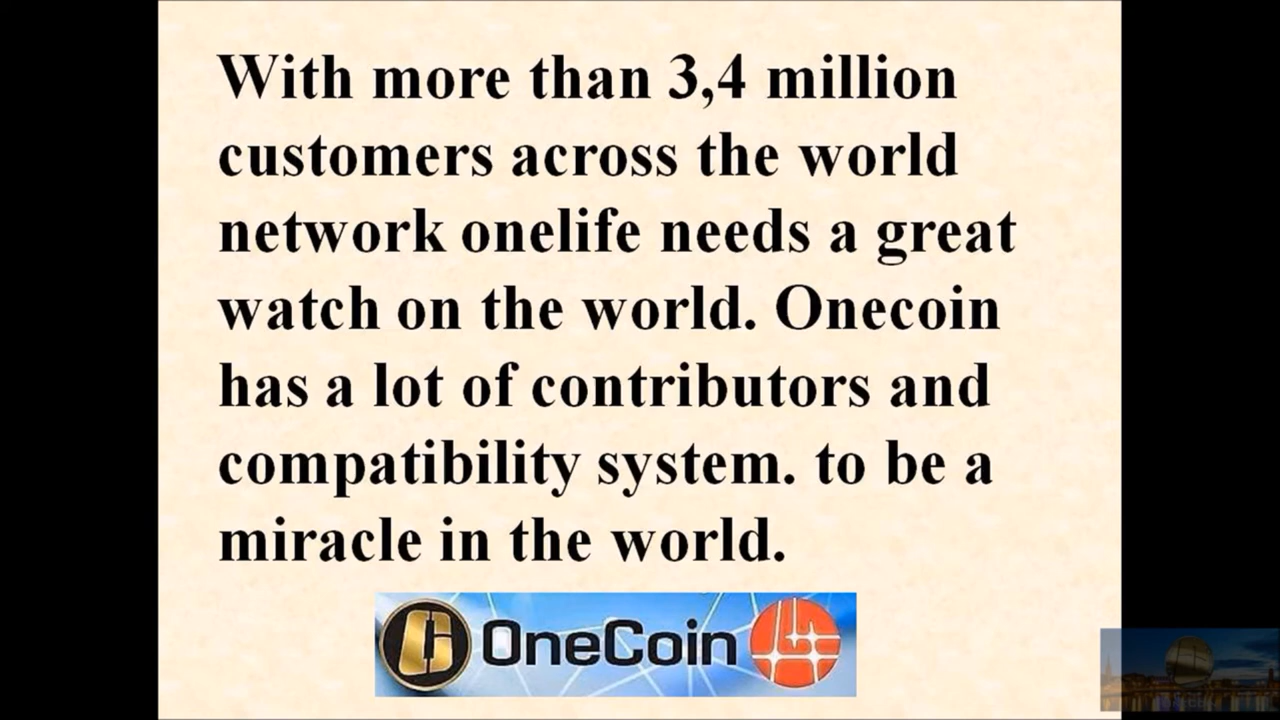 With more than 3,4 million
customers across the world
network onelife needs a great
watch on the world. Onecoin
has a lot of contributors and
compatibility system. to be a
miracle in the world.
OneCoin